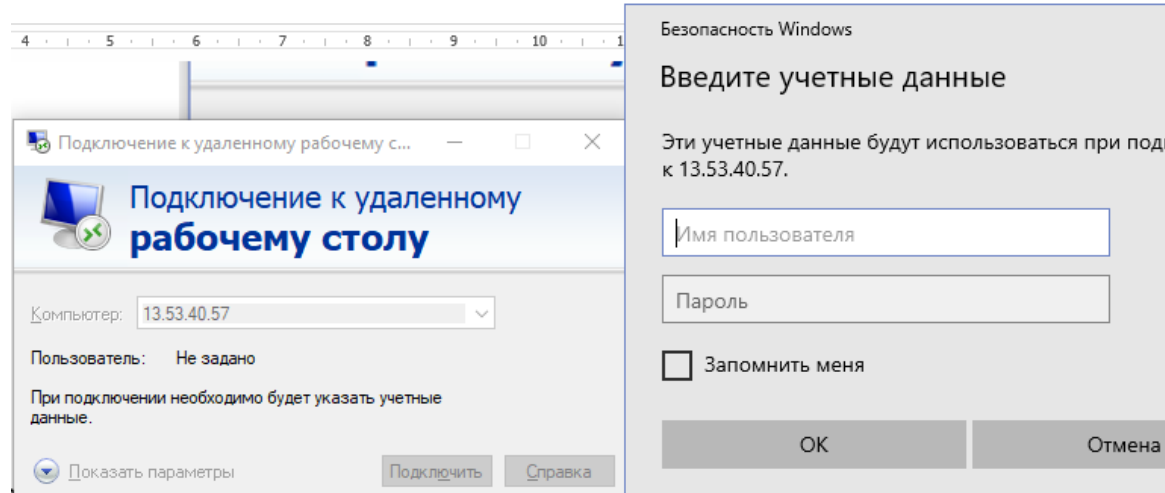 4 5 6 7 8 9 10 1
Подключение к удаленному рабочему с...
Подключение к удаленному
рабочему столу
Компьютер: 13.53.40.57
Пользователь: Не задано
При подключении необходимо будет указать учетные
данные.
Показать параметры
Подключить
Справка
Безопасность Windows
Введите учетные данные
Эти учетные данные будут использоваться при под
к 13.53.40.57.
Имя пользователя
Пароль
Запомнить меня
ОК
Отмена